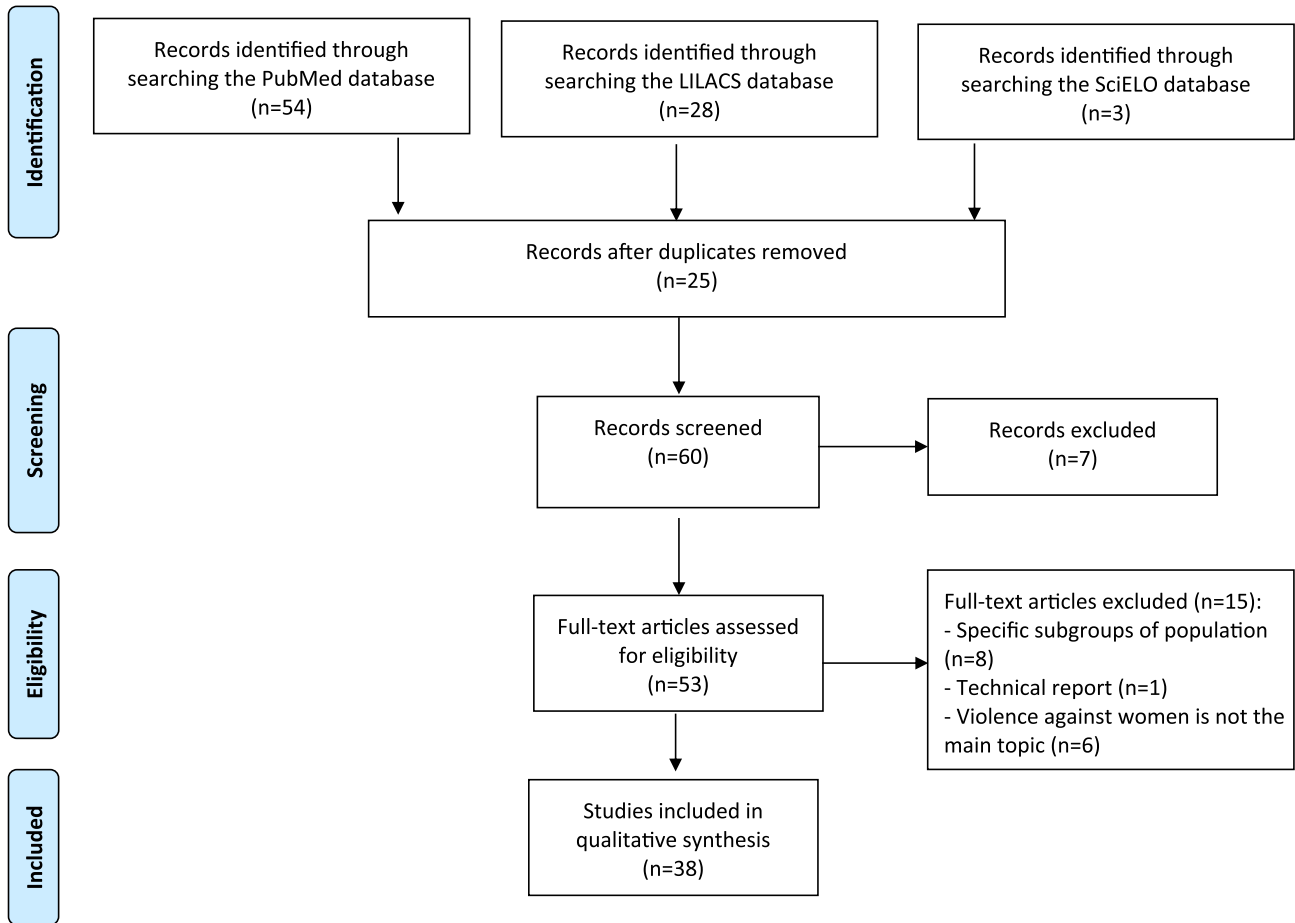 Identification
Records identified through
searching the PubMed database
(n=54)
Records identified through
searching the LILACS database
(n=28)
Records identified through
searching the SciELO database
(n=3)
Records after duplicates removed
(n=25)
Screening
Records screened
(n=60)
Records excluded
(n=7)
Eligibility
Full-text articles assessed
for eligibility
(n=53)
Full-text articles excluded (n=15):
- Specific subgroups of population
(n=8)
- Technical report (n=1)
- Violence against women is not the
main topic (n=6)
Included
Studies included in
qualitative synthesis
(n=38)